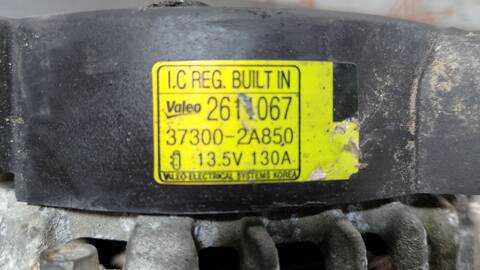 I.C REG. BUILT IN
Valeo 2611067
37300-2A850
13.5V 130A
VALEO ELECTRICAL SYSTEMS KOREA